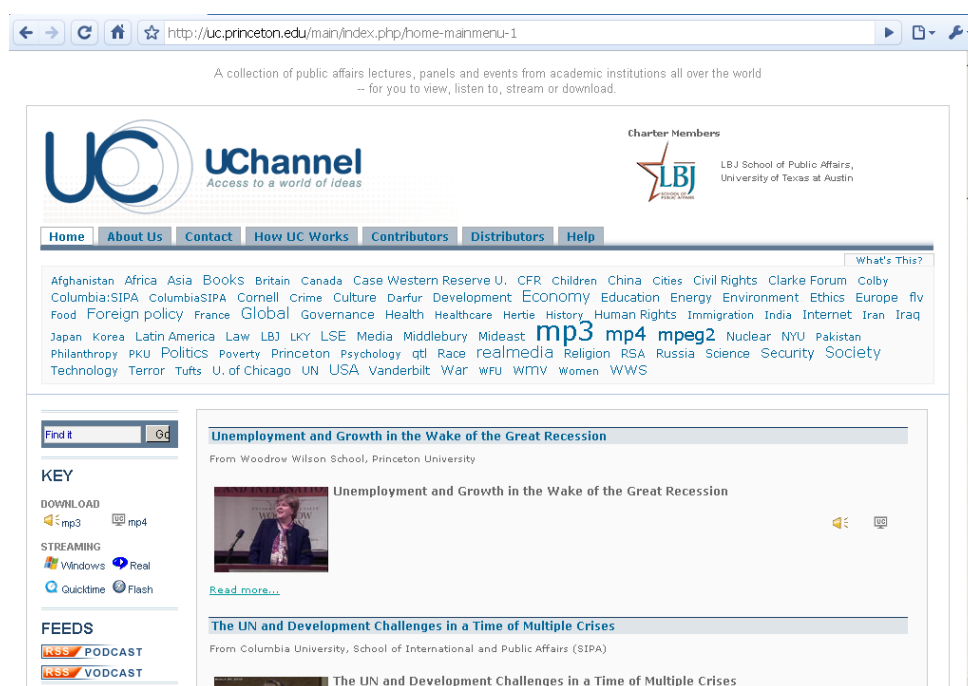 http://uc.princeton.edu/main/index.php/home-mainmenu-1
A collection of public affairs lectures, panels and events from academic institutions all over the world
-- for you to view, listen to, stream or download.
UC
UChannel
Access to a world of ideas
Charter Members
LBJ
SCHOOL OF
PUBLIC AFFAIRS
LBJ School of Public Affairs,
University of Texas at Austin
Home About Us Contact How UC Works Contributors Distributors Help
What's This?
Afghanistan Africa Asia Books Britain Canada Case Western Reserve U. CFR Children China Cities Civil Rights Clarke Forum Colby
Columbia:SIPA ColumbiaSIPA Cornell Crime Culture Darfur Development Economy Education Energy Environment Ethics Europe flv
Food Foreign policy France Global Governance Health Healthcare Hertie History Human Rights Immigration India Internet Iran Iraq
Japan Korea Latin America Law LBJ LKY LSE Media Middlebury Mideast mp3 mp4 mpeg2 Nuclear NYU Pakistan
Philanthropy PKU Politics Poverty Princeton Psychology qtl Race realmedia Religion RSA Russia Science Security Society
Technology Terror Tufts U. of Chicago UN USA Vanderbilt War WFU WMV Women WWS
Find it Go
KEY
DOWNLOAD
mp3 UC mp4
STREAMING
Windows Real
Quicktime Flash
FEEDS
RSS PODCAST
RSS VODCAST
Unemployment and Growth in the Wake of the Great Recession
From Woodrow Wilson School, Princeton University
Unemployment and Growth in the Wake of the Great Recession
UC
Read more...
The UN and Development Challenges in a Time of Multiple Crises
From Columbia University, School of International and Public Affairs (SIPA)
The UN and Development Challenges in a Time of Multiple Crises